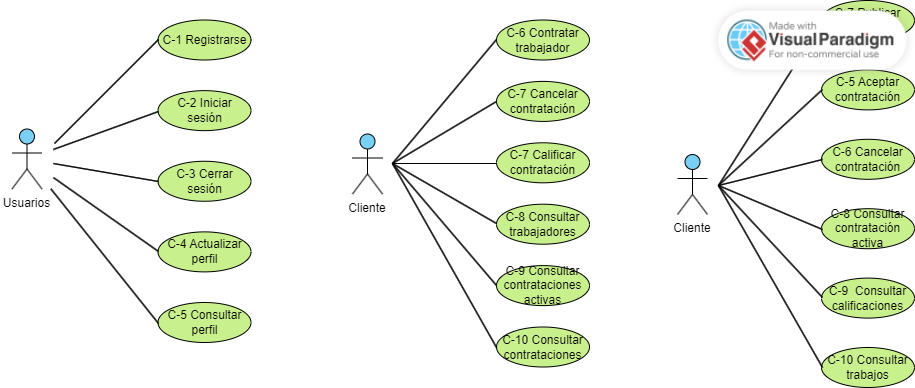 C-1 Registrarse
C-2 Iniciar
sesión
C-3 Cerrar
sesión
C-4 Actualizar
perfil
C-5 Consultar
perfil
Usuarios
C-6 Contratar
trabajador
C-7 Cancelar
contratación
C-7 Calificar
contratación
C-8 Consultar
trabajadores
C-9 Consultar
contrataciones
activas
C-10 Consultar
contrataciones
Cliente
C-7 Publicar
Made with
Visual Paradigm
For non-commercial use
C-5 Aceptar
contratación
C-6 Cancelar
contratación
C-8 Consultar
contratación
activa
C-9 Consultar
calificaciones
C-10 Consultar
trabajos
Cliente